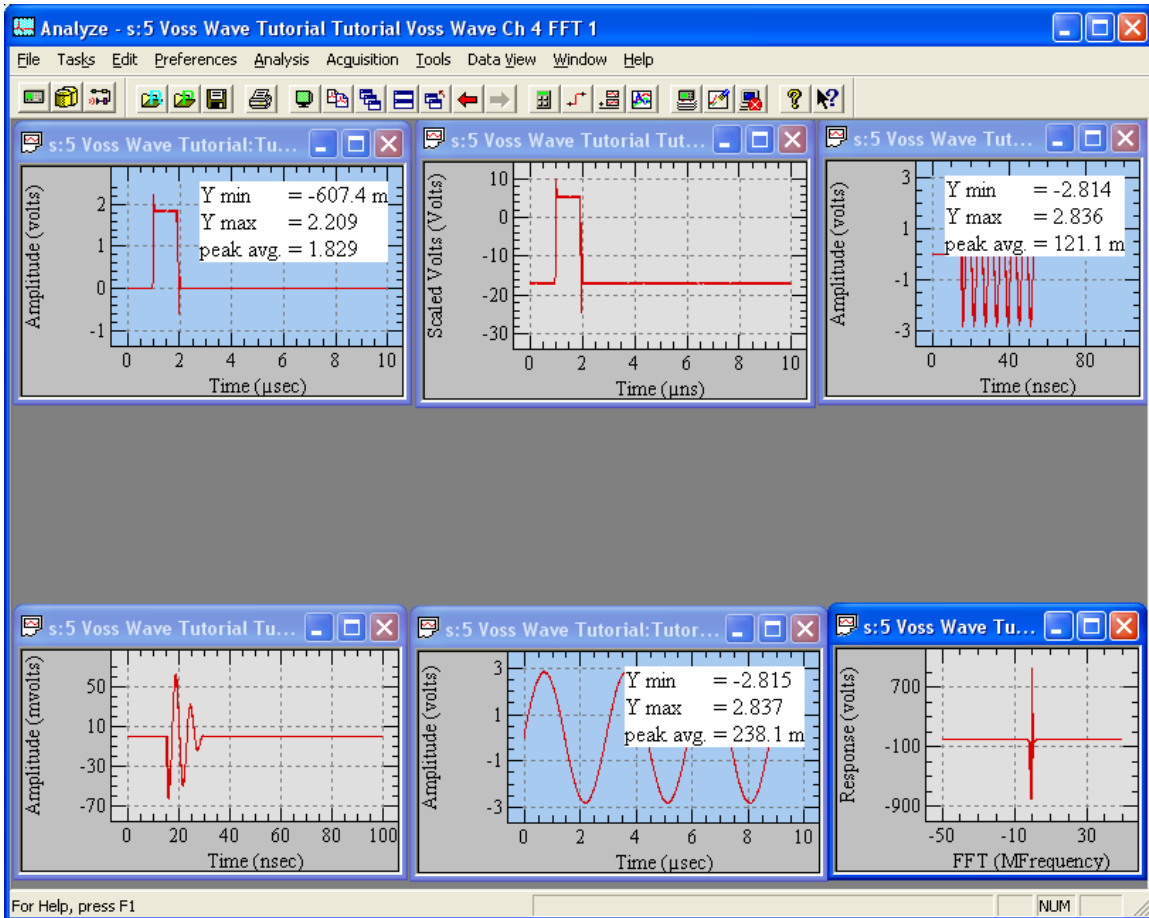 Analyze - s:5 Voss Wave Tutorial Tutorial Voss Wave Ch 4 FFT 1
File Tasks Edit Preferences Analysis Acquisition Tools Data View Window Help
s:5 Voss Wave Tutorial:Tu...
Amplitude (volts)
2
1
0
-1
Y min = -607.4 m
Y max = 2.209
peak avg. = 1.829
0 2 4 6 8 10
Time (µsec)
s:5 Voss Wave Tutorial Tut...
Scaled Volts (Volts)
10
0
-10
-20
-30
0 2 4 6 8 10
Time (µns)
s:5 Voss Wave Tut...
Amplitude (volts)
3
1
-1
-3
Y min = -2.814
Y max = 2.836
peak avg. = 121.1 m
0 40 80
Time (nsec)
s:5 Voss Wave Tutorial Tu...
Amplitude (mvolts)
50
10
-30
-70
0 20 40 60 80 100
Time (nsec)
s:5 Voss Wave Tutorial:Tutor...
Amplitude (volts)
3
1
-1
-3
Y min = -2.815
Y max = 2.837
peak avg. = 238.1 m
0 2 4 6 8 10
Time (µsec)
s:5 Voss Wave Tu...
Response (volts)
700
-100
-900
-50 -10 30
FFT (MFrequency)
For Help, press F1
NUM